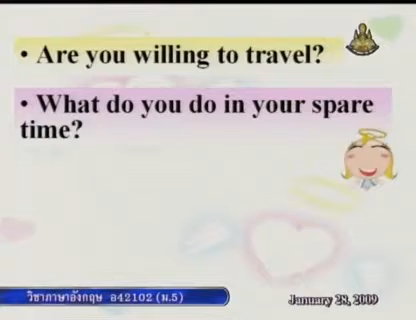 • Are you willing to travel?
• What do you do in your spare
time?
วิชาภาษาอังกฤษ อ42102 (ม.5)
January 28, 2009